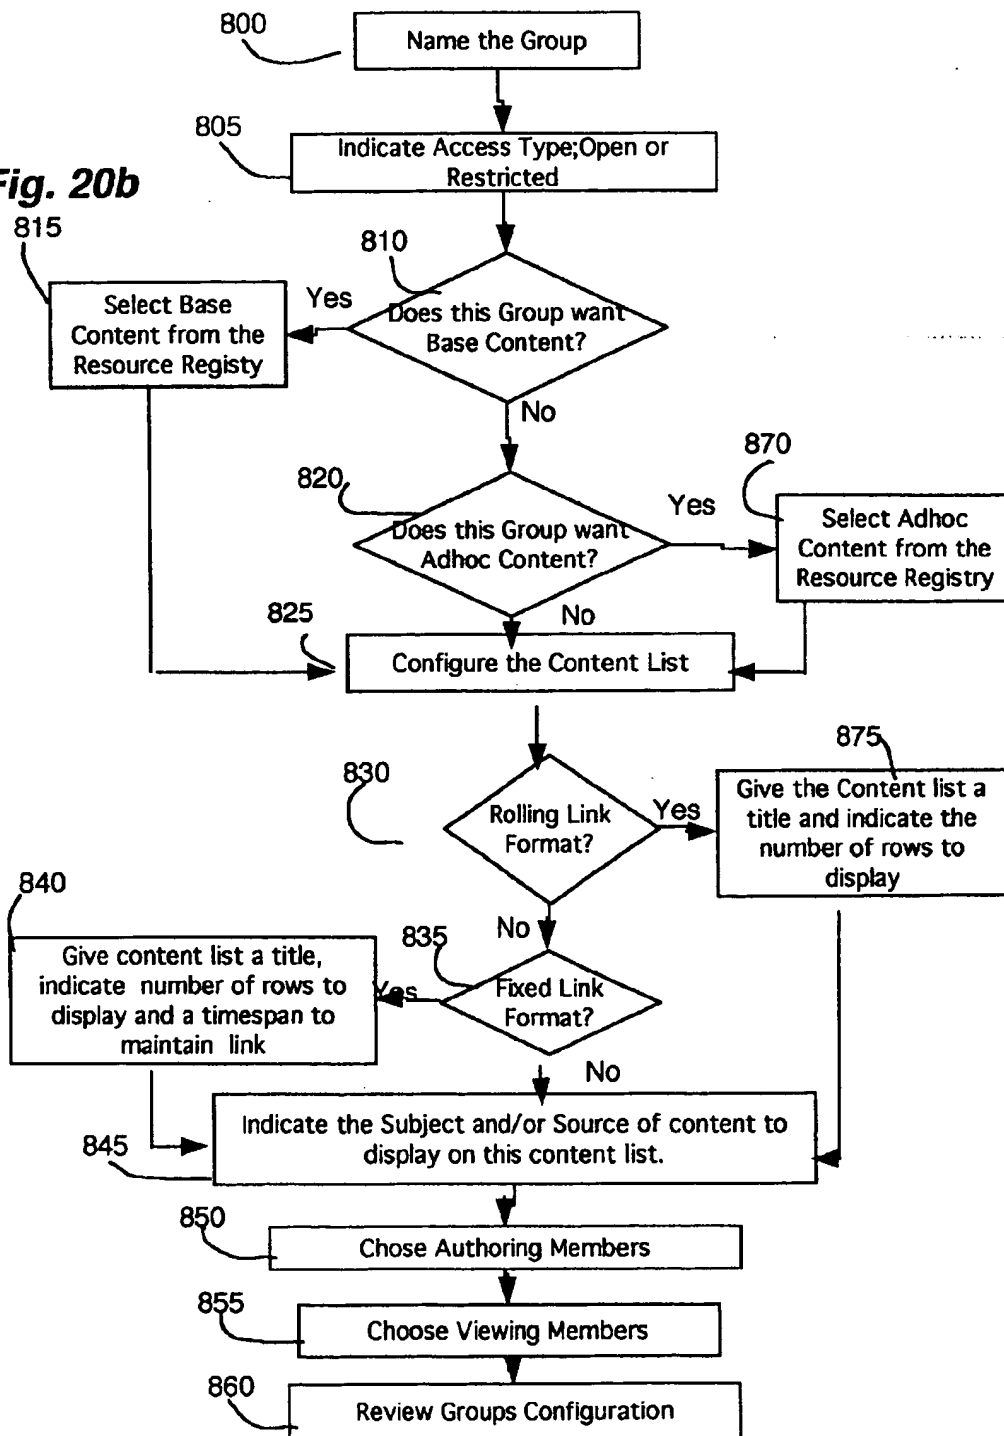 800
Name the Group
805
Indicate Access Type;Open or
Restricted
Fig. 20b
815
810
Select Base
Content from the
Resource Registy
Yes
Does this Group want
Base Content?
No
820
870
Does this Group want
Adhoc Content?
Yes
Select Adhoc
Content from the
Resource Registry
No
825
Configure the Content List
830
875
Rolling Link
Format?
Yes
Give the Content list a
title and indicate the
number of rows to
display
840
No
835
Give content list a title,
indicate number of rows to
display and a timespan to
maintain link
Yes
Fixed Link
Format?
No
Indicate the Subject and/or Source of content to
display on this content list.
845
850
Chose Authoring Members
855
Choose Viewing Members
860
Review Groups Configuration